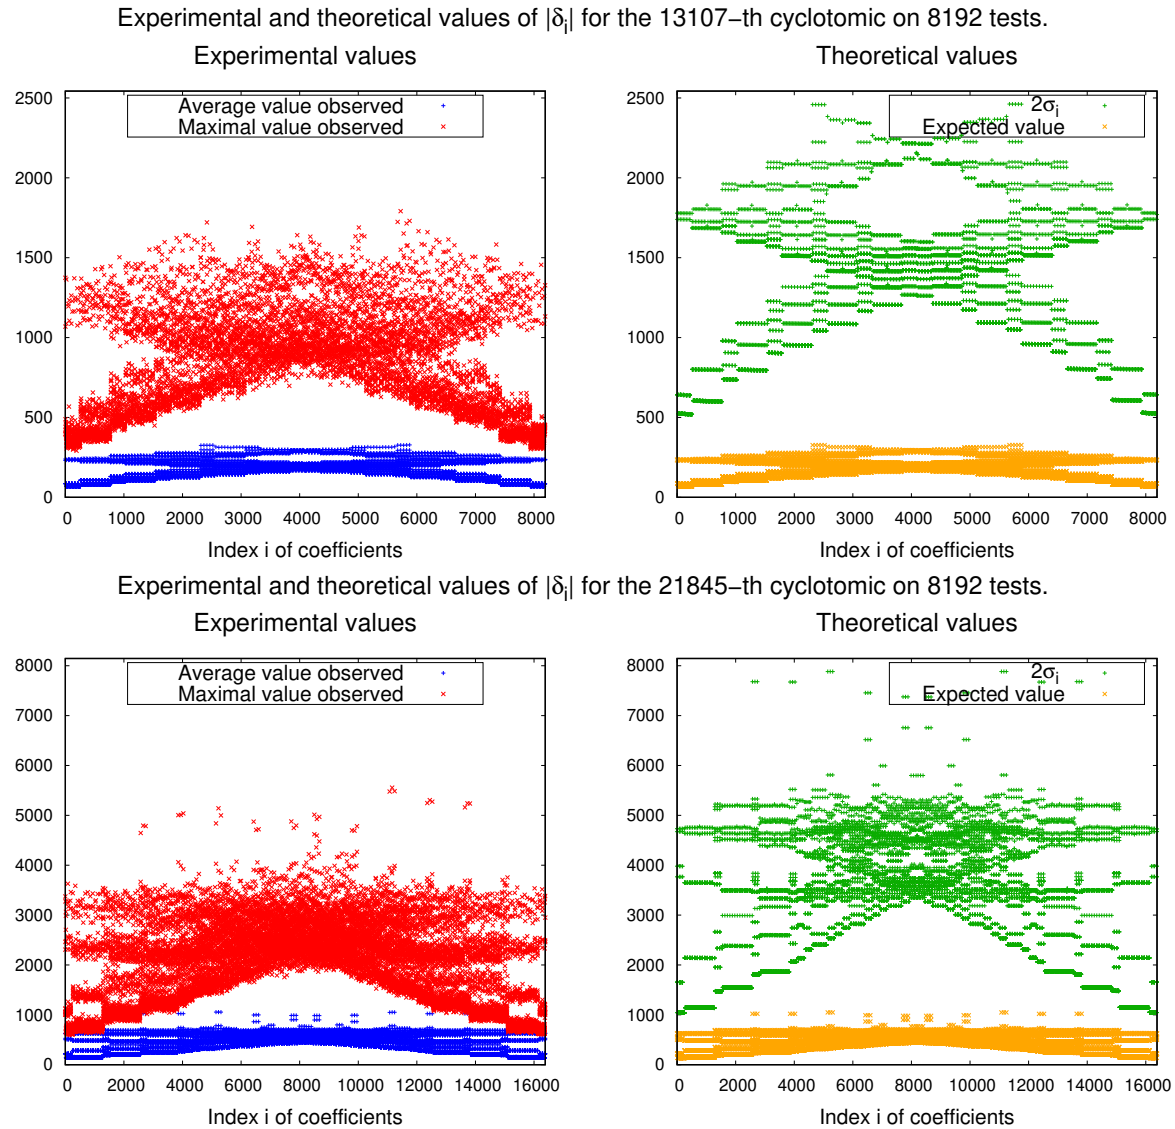 Experimental and theoretical values of |δi| for the 13107−th cyclotomic on 8192 tests.
Experimental values
Theoretical values
2500
2000
1500
1000
500
0
0 1000 2000 3000 4000 5000 6000 7000 8000
Index i of coefficients
Average value observed
Maximal value observed
2500
2000
1500
1000
500
0
0 1000 2000 3000 4000 5000 6000 7000 8000
Index i of coefficients
2σi
Expected value
Experimental and theoretical values of |δi| for the 21845−th cyclotomic on 8192 tests.
Experimental values
Theoretical values
8000
7000
6000
5000
4000
3000
2000
1000
0
0 2000 4000 6000 8000 10000 12000 14000 16000
Index i of coefficients
Average value observed
Maximal value observed
8000
7000
6000
5000
4000
3000
2000
1000
0
0 2000 4000 6000 8000 10000 12000 14000 16000
Index i of coefficients
2σi
Expected value